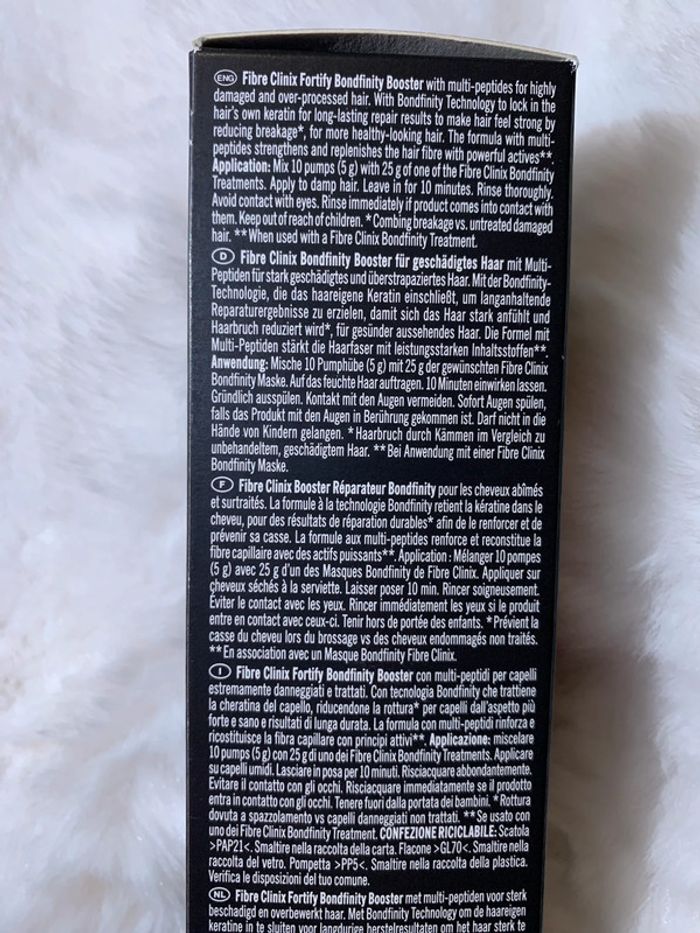 ENG Fibre Clinix Fortify Bondfinity Booster with multi-peptides for highly
damaged and over-processed hair. With Bondfinity Technology to lock in the
hair's own keratin for long-lasting repair results to make hair feel strong by
reducing breakage*, for more healthy-looking hair. The formula with multi-
peptides strengthens and replenishes the hair fibre with powerful actives**.
Application: Mix 10 pumps (5 g) with 25 g of one of the Fibre Clinix Bondfinity
Treatments. Apply to damp hair. Leave in for 10 minutes. Rinse thoroughly.
Avoid contact with eyes. Rinse immediately if product comes into contact with
them. Keep out of reach of children. *Combing breakage vs. untreated damaged
hair. **When used with a Fibre Clinix Bondfinity Treatment.
D Fibre Clinix Bondfinity Booster für geschädigtes Haar mit Multi-
Peptiden für stark geschädigtes und überstrapaziertes Haar. Mit der Bondfinity-
Technologie, die das haareigene Keratin einschließt, um langanhaltende
Reparaturergebnisse zu erzielen, damit sich das Haar stark anfühlt und
Haarbruch reduziert wird*, für gesünder aussehendes Haar. Die Formel mit
Multi-Peptiden stärkt die Haarfaser mit leistungsstarken Inhaltsstoffen**.
Anwendung: Mische 10 Pumphübe (5 g) mit 25 g der gewünschten Fibre Clinix
Bondfinity Maske. Auf das feuchte Haar auftragen. 10 Minuten einwirken lassen.
Gründlich ausspülen. Kontakt mit den Augen vermeiden. Sofort Augen spülen,
falls das Produkt mit den Augen in Berührung gekommen ist. Darf nicht in die
Hände von Kindern gelangen. *Haarbruch durch Kämmen im Vergleich zu
unbehandeltem, geschädigtem Haar. **Bei Anwendung mit einer Fibre Clinix
Bondfinity Maske.
F Fibre Clinix Booster Réparateur Bondfinity pour les cheveux abîmés
et surtraités. La formule à la technologie Bondfinity retient la kératine dans le
cheveu, pour des résultats de réparation durables* afin de le renforcer et de
prévenir sa casse. La formule aux multi-peptides renforce et reconstitue la
fibre capillaire avec des actifs puissants**. Application : Mélanger 10 pompes
(5 g) avec 25 g d'un des Masques Bondfinity de Fibre Clinix. Appliquer sur
cheveux séchés à la serviette. Laisser poser 10 min. Rincer soigneusement.
Éviter le contact avec les yeux. Rincer immédiatement les yeux si le produit
entre en contact avec ceux-ci. Tenir hors de portée des enfants. *Prévient la
casse du cheveu lors du brossage vs des cheveux endommagés non traités.
**En association avec un Masque Bondfinity Fibre Clinix.
I Fibre Clinix Fortify Bondfinity Booster con multi-peptidi per capelli
estremamente danneggiati e trattati. Con tecnologia Bondfinity che trattiene
la cheratina del capello, riducendone la rottura* per capelli dall'aspetto più
forte e sano e risultati di lunga durata. La formula con multi-peptidi rinforza e
ricostituisce la fibra capillare con principi attivi**. Applicazione: miscelare
10 pumps (5 g) con 25 g di uno dei Fibre Clinix Bondfinity Treatments. Applicare
su capelli umidi. Lasciare in posa per 10 minuti. Risciacquare abbondantemente.
Evitare il contatto con gli occhi. Risciacquare immediatamente se il prodotto
entra in contatto con gli occhi. Tenere fuori dalla portata dei bambini. *Rottura
dovuta a spazzolamento vs capelli danneggiati non trattati. **Se usato con
uno dei Fibre Clinix Bondfinity Treatment. CONFEZIONE RICICLABILE: Scatola
>PAP21<. Smaltire nella raccolta della carta. Flacone >GL70<. Smaltire nella
raccolta del vetro. Pompetta >PP5<. Smaltire nella raccolta della plastica.
Verifica le disposizioni del tuo comune.
NL Fibre Clinix Fortify Bondfinity Booster met multi-peptiden voor sterk
beschadigd en overbewerkt haar. Met Bondfinity Technology om de haareigen
keratine in te sluiten voor langdurige herstelresultaten om het haar sterk te